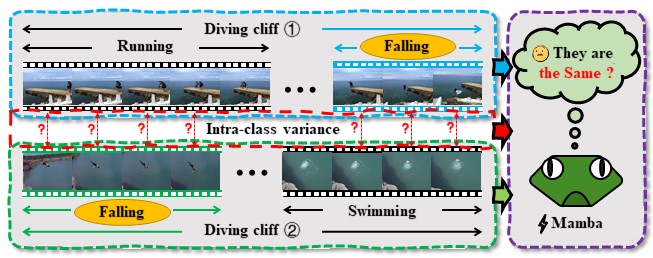 Diving cliff ①
Running
Falling
They are
the Same ?
? ? ? ? ? ? ?
Intra-class variance
Falling
Swimming
Diving cliff ②
Mamba